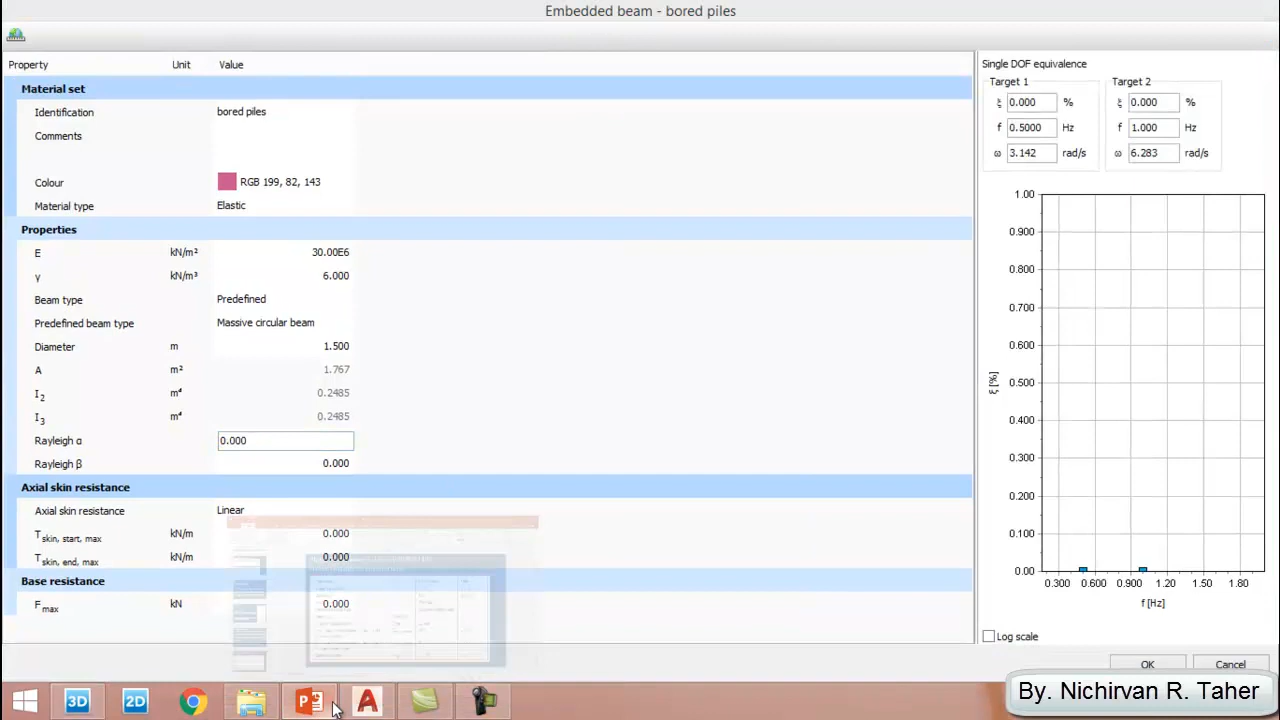 Embedded beam - bored piles
Property Unit Value
Material set
Identification bored piles
Comments
Colour RGB 199, 82, 143
Material type Elastic
Properties
E kN/m² 30.00E6
γ kN/m³ 6.000
Beam type Predefined
Predefined beam type Massive circular beam
Diameter m 1.500
A m² 1.767
I2 m⁴ 0.2485
I3 m⁴ 0.2485
Rayleigh α 0.000
Rayleigh β 0.000
Axial skin resistance
Axial skin resistance Linear
T skin, start, max kN/m 0.000
T skin, end, max kN/m 0.000
Base resistance
F max kN 0.000
Single DOF equivalence
Target 1 Target 2
ξ 0.000 % ξ 0.000 %
f 0.5000 Hz f 1.000 Hz
ω 3.142 rad/s ω 6.283 rad/s
1.00
0.900
0.800
0.700
0.600
0.500
0.400
0.300
0.200
0.100
0.00
ξ [%]
0.300 0.600 0.900 1.20 1.50 1.80
f [Hz]
Log scale
OK Cancel
3D 2D P A
By. Nichirvan R. Taher